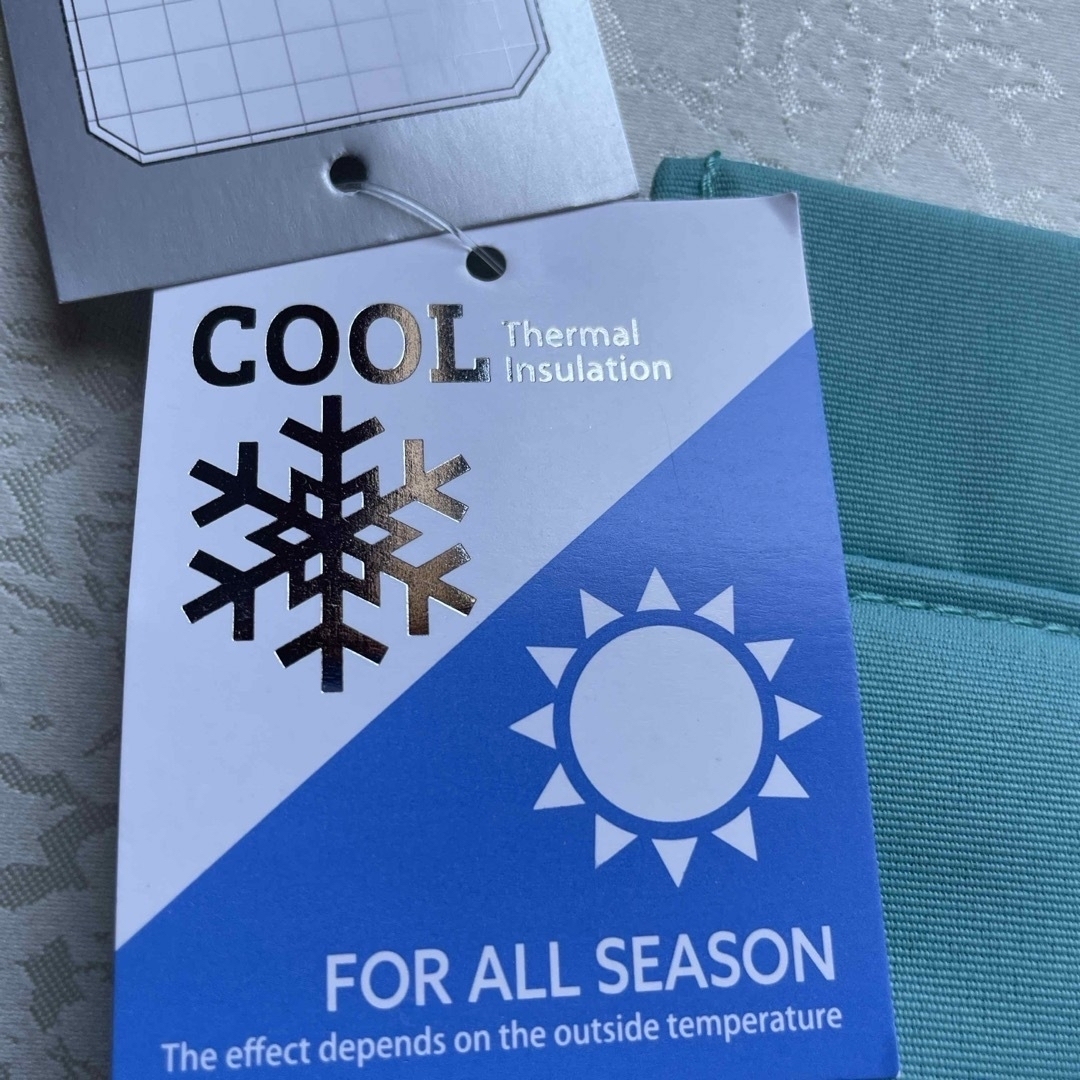 COOL Thermal
Insulation
FOR ALL SEASON
The effect depends on the outside temperature